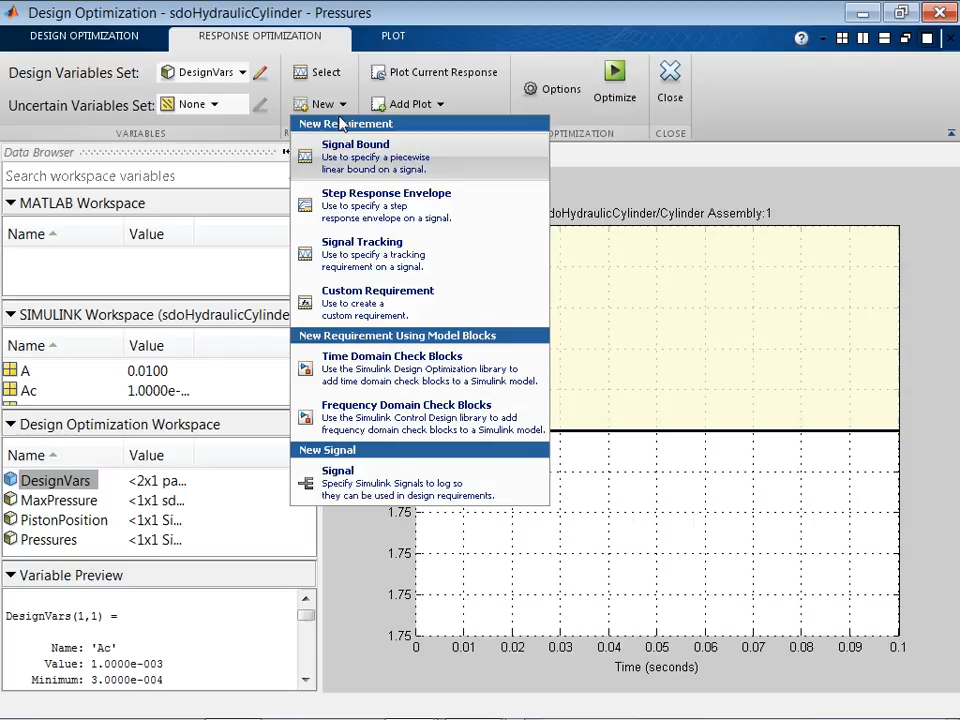 Design Optimization - sdoHydraulicCylinder - Pressures
DESIGN OPTIMIZATION
RESPONSE OPTIMIZATION
PLOT
Design Variables Set:
DesignVars
Select
Plot Current Response
Options
Optimize
Close
Uncertain Variables Set:
None
New
Add Plot
VARIABLES
OPTIMIZATION
CLOSE
Data Browser
Search workspace variables
MATLAB Workspace
Name
Value
SIMULINK Workspace (sdoHydraulicCylinde
Name
Value
A
0.0100
Ac
1.0000e-...
Design Optimization Workspace
Name
Value
DesignVars
<2x1 pa...
MaxPressure
<1x1 sd...
PistonPosition
<1x1 Si...
Pressures
<1x1 Si...
Variable Preview
DesignVars(1,1) =
Name: 'Ac'
Value: 1.0000e-003
Minimum: 3.0000e-004
New Requirement
Signal Bound
Use to specify a piecewise
linear bound on a signal.
Step Response Envelope
Use to specify a step
response envelope on a signal.
Signal Tracking
Use to specify a tracking
requirement on a signal.
Custom Requirement
Use to create a
custom requirement.
New Requirement Using Model Blocks
Time Domain Check Blocks
Use the Simulink Design Optimization library to
add time domain check blocks to a Simulink model.
Frequency Domain Check Blocks
Use the Simulink Control Design library to add
frequency domain check blocks to a Simulink model.
New Signal
Signal
Specify Simulink Signals to log so
they can be used in design requirements.
doHydraulicCylinder/Cylinder Assembly:1
1.75
1.75
1.75
1.75
0 0.01 0.02 0.03 0.04 0.05 0.06 0.07 0.08 0.09 0.1
Time (seconds)